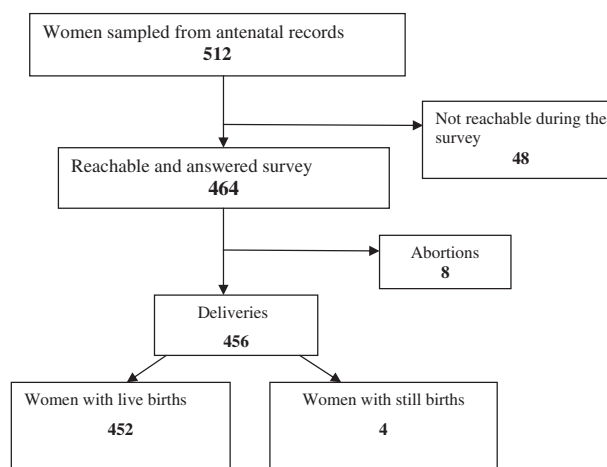 Women sampled from antenatal records
512
Not reachable during the
survey
48
Reachable and answered survey
464
Abortions
8
Deliveries
456
Women with live births
452
Women with still births
4